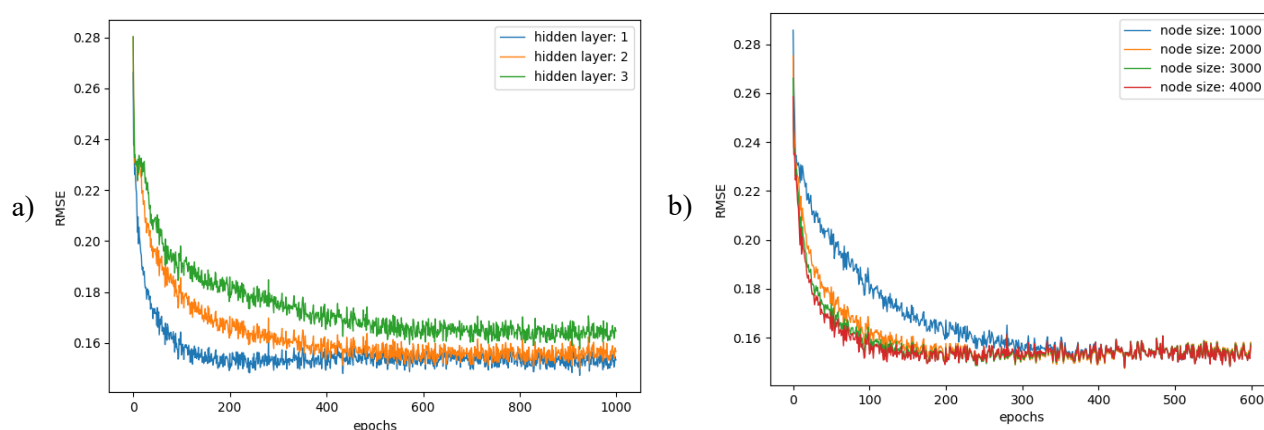 a)
RMSE
0.28
0.26
0.24
0.22
0.20
0.18
0.16
0 200 400 600 800 1000
epochs
hidden layer: 1
hidden layer: 2
hidden layer: 3
b)
RMSE
0.28
0.26
0.24
0.22
0.20
0.18
0.16
0 100 200 300 400 500 600
epochs
node size: 1000
node size: 2000
node size: 3000
node size: 4000